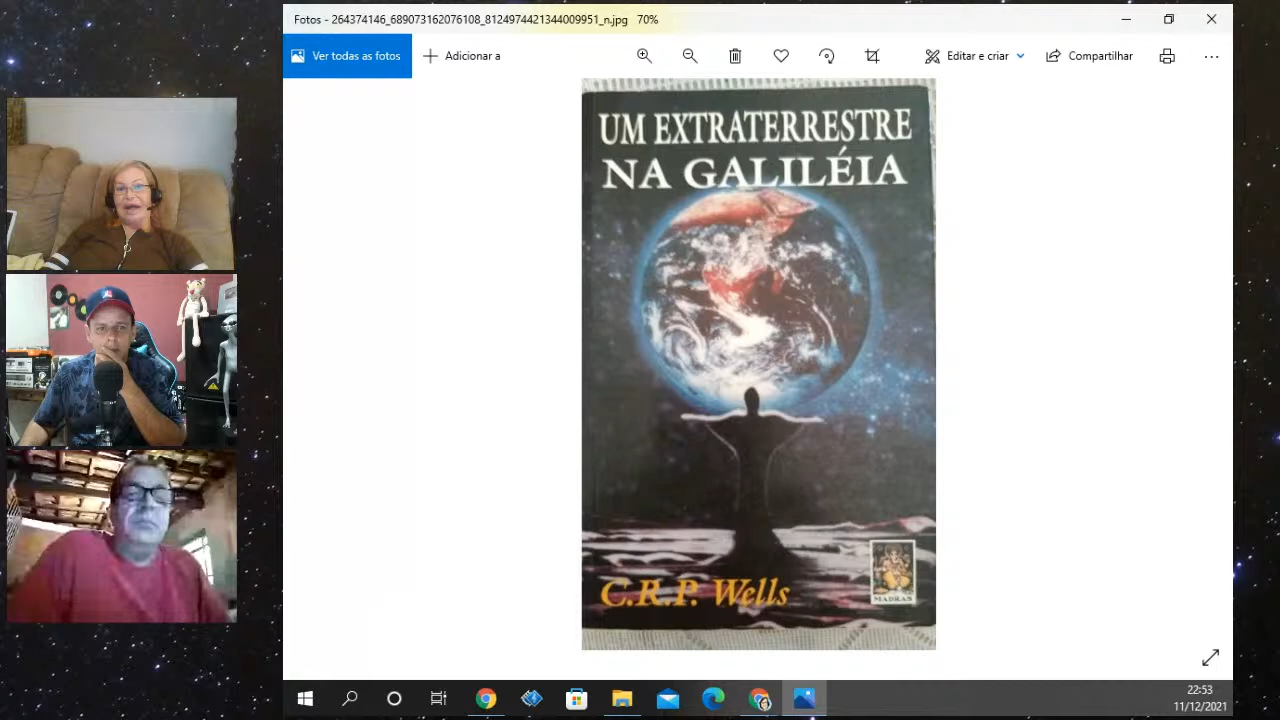 Fotos - 264374146_689073162076108_8124974421344009951_n.jpg   70%
Ver todas as fotos
Adicionar a
Editar e criar
Compartilhar
UM EXTRATERRESTRE
NA GALILÉIA
C.R.P. Wells
MADRAS
22:53
11/12/2021